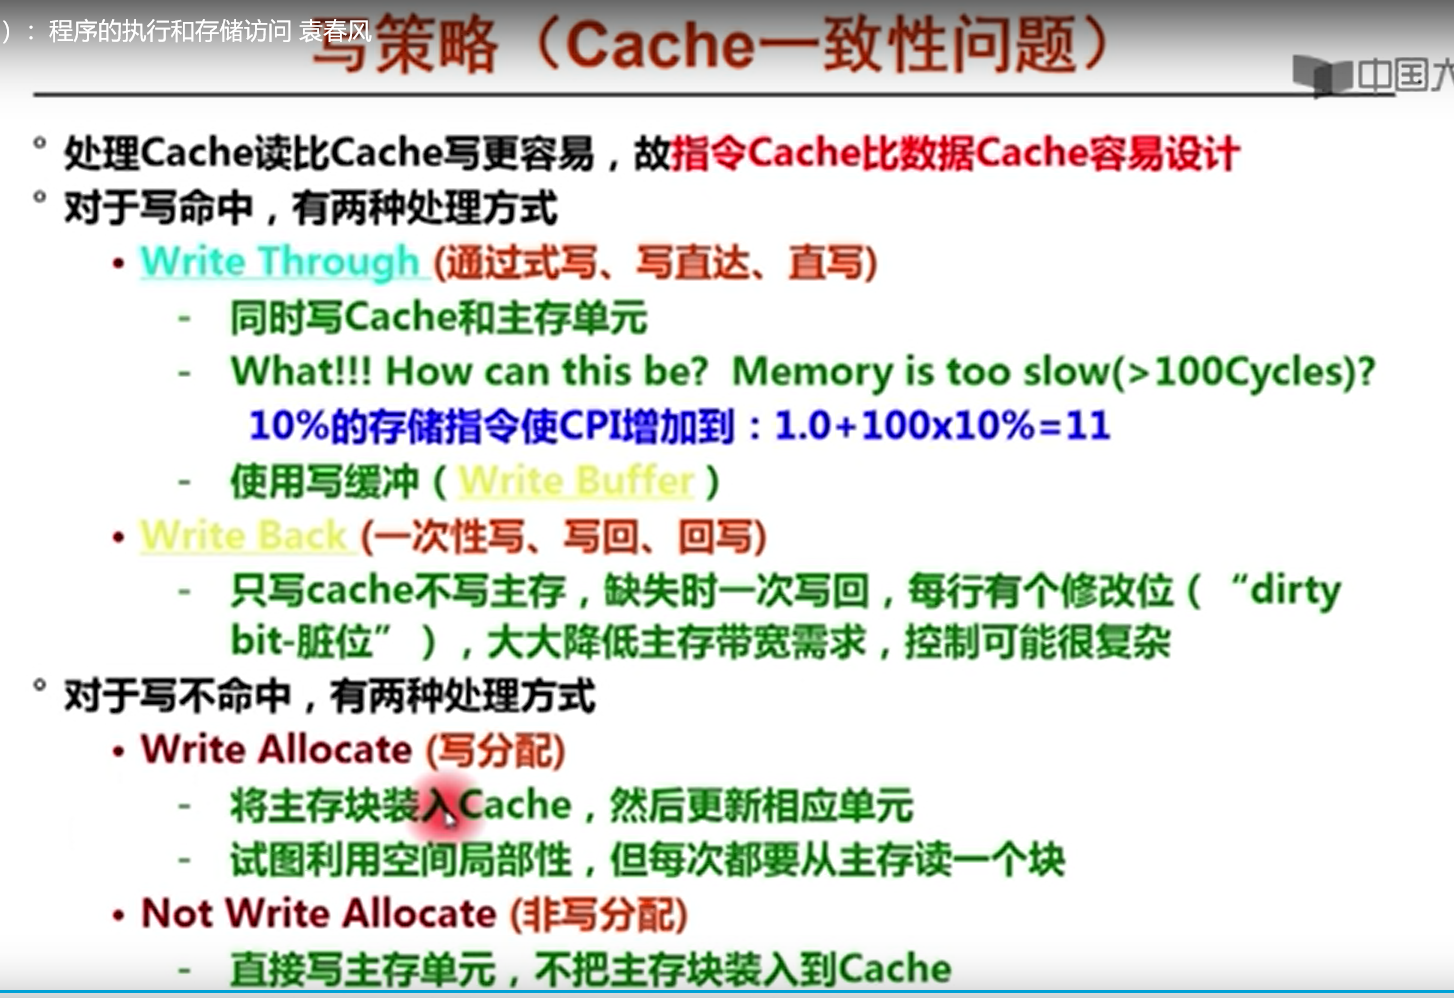 ）：程序的执行和存储访问 袁春风
写策略（Cache一致性问题）
中国大
° 处理Cache读比Cache写更容易，故指令Cache比数据Cache容易设计
° 对于写命中，有两种处理方式
• Write Through (通过式写、写直达、直写)
- 同时写Cache和主存单元
- What!!! How can this be? Memory is too slow(>100Cycles)?
10%的存储指令使CPI增加到：1.0+100x10%=11
- 使用写缓冲（Write Buffer）
• Write Back (一次性写、写回、回写)
- 只写cache不写主存，缺失时一次写回，每行有个修改位（“dirty
bit-脏位”），大大降低主存带宽需求，控制可能很复杂
° 对于写不命中，有两种处理方式
• Write Allocate (写分配)
- 将主存块装入Cache，然后更新相应单元
- 试图利用空间局部性，但每次都要从主存读一个块
• Not Write Allocate (非写分配)
- 直接写主存单元，不把主存块装入到Cache